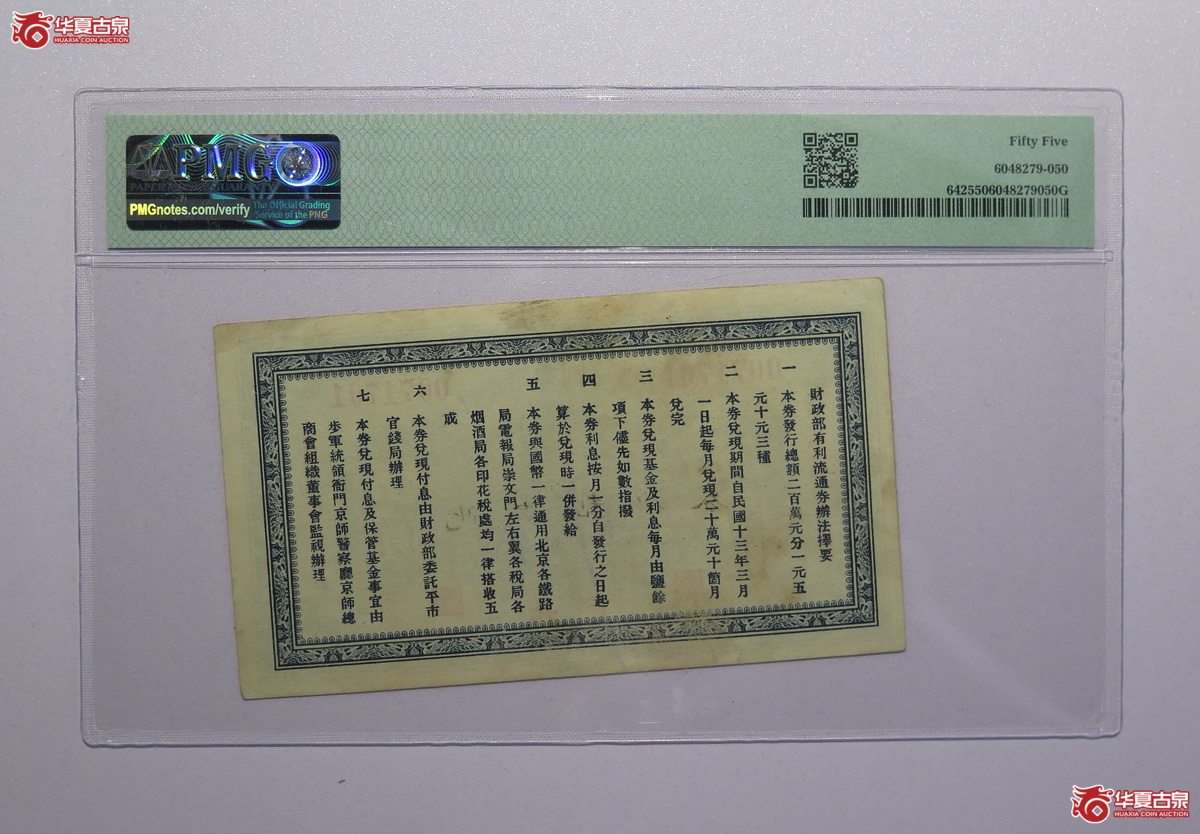 华夏古泉
HUAXIA COIN AUCTION
PMG
PAPER MONEY GUARANTY
PMGnotes.com/verify
The Official Grading
Service of the PNG
Fifty Five
6048279-050
6425506048279050G
財政部有利流通券辦法擇要
一 本券發行總額二百萬元分一元五
元十元三種
二 本券兌現期間自民國十三年三月
一日起每月兌現二十萬元十箇月
兌完
三 本券兌現基金及利息每月由鹽餘
項下儘先如數指撥
四 本券利息按月一分自發行之日起
算於兌現時一併發給
五 本券與國幣一律通用北京各鐵路
局電報局崇文門左右翼各稅局各
烟酒局各印花稅處均一律搭收五
成
六 本券兌現付息由財政部委託平市
官錢局辦理
七 本券兌現付息及保管基金事宜由
步軍統領衙門京師警察廳京師總
商會組織董事會監視辦理
华夏古泉
HUAXIA COIN AUCTION